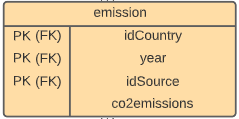 emission
PK (FK) idCountry
PK (FK) year
PK (FK) idSource
co2emissions